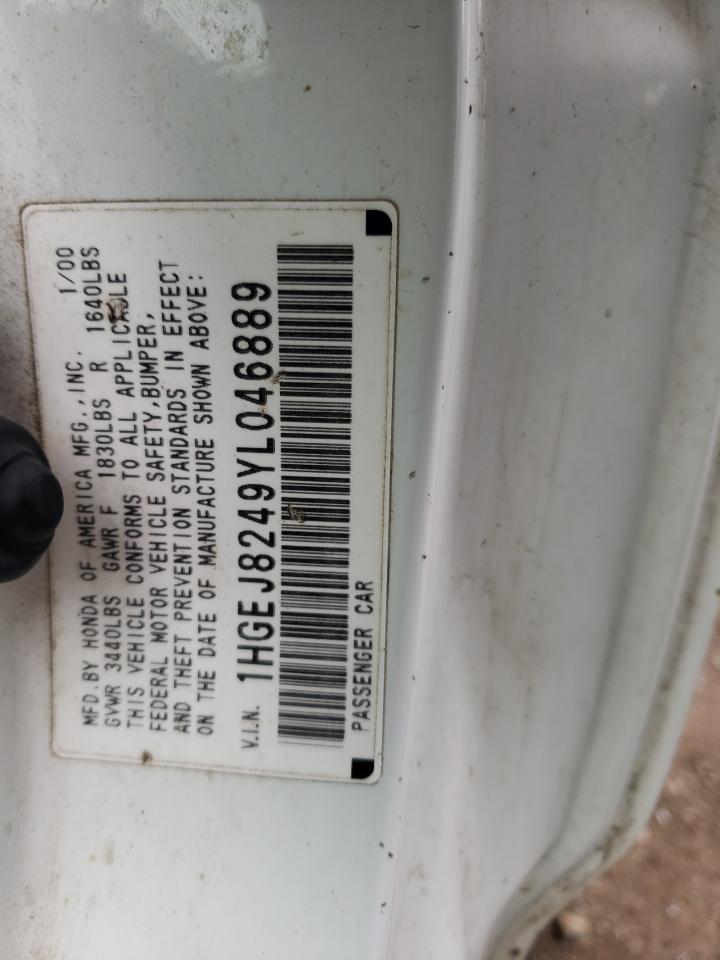 MFD.BY HONDA OF AMERICA MFG.,INC. 1/00
GVWR 3440LBS GAWR F 1830LBS R 1640LBS
THIS VEHICLE CONFORMS TO ALL APPLICABLE
FEDERAL MOTOR VEHICLE SAFETY,BUMPER,
AND THEFT PREVENTION STANDARDS IN EFFECT
ON THE DATE OF MANUFACTURE SHOWN ABOVE:
V.I.N. 1HGEJ8249YL046889
PASSENGER CAR